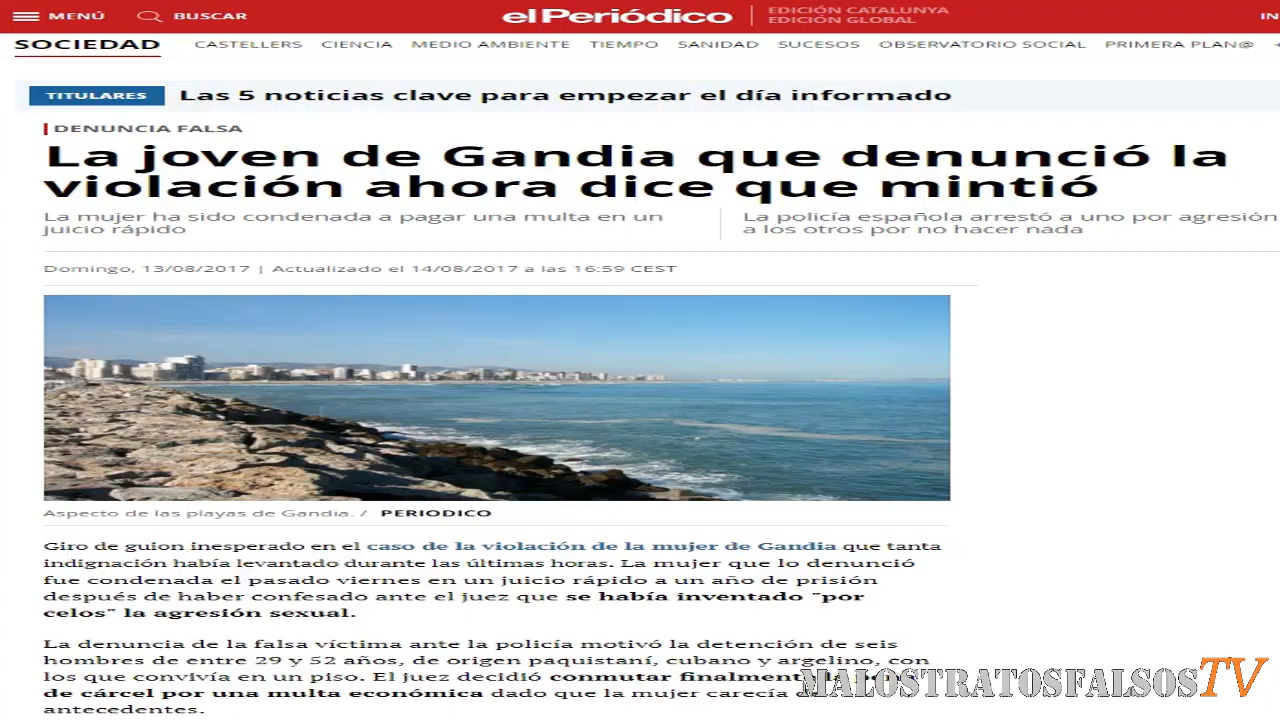 MENÚ BUSCAR elPeriódico EDICIÓN CATALUNYA IN
EDICIÓN GLOBAL
SOCIEDAD CASTELLERS CIENCIA MEDIO AMBIENTE TIEMPO SANIDAD SUCESOS OBSERVATORIO SOCIAL PRIMERA PLAN@
TITULARES Las 5 noticias clave para empezar el día informado
DENUNCIA FALSA
La joven de Gandia que denunció la
violación ahora dice que mintió
La mujer ha sido condenada a pagar una multa en un
juicio rápido
La policía española arrestó a uno por agresión
a los otros por no hacer nada
Domingo, 13/08/2017 | Actualizado el 14/08/2017 a las 16:59 CEST
Aspecto de las playas de Gandia. / PERIODICO
Giro de guion inesperado en el caso de la violación de la mujer de Gandia que tanta
indignación había levantado durante las últimas horas. La mujer que lo denunció
fue condenada el pasado viernes en un juicio rápido a un año de prisión
después de haber confesado ante el juez que se había inventado "por
celos" la agresión sexual.
La denuncia de la falsa víctima ante la policía motivó la detención de seis
hombres de entre 29 y 52 años, de origen paquistaní, cubano y argelino, con
los que convivía en un piso. El juez decidió conmutar finalmente la pena
de cárcel por una multa económica dado que la mujer carecía
antecedentes.
MALOSTRATOSFALSOSTV